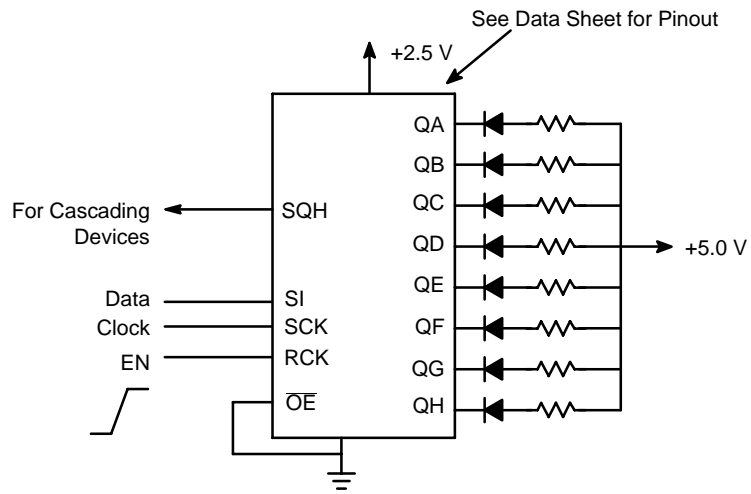 See Data Sheet for Pinout
+2.5 V
QA
QB
QC
QD
QE
QF
QG
QH
+5.0 V
For Cascading
Devices
SQH
Data
SI
Clock
SCK
EN
RCK
OE